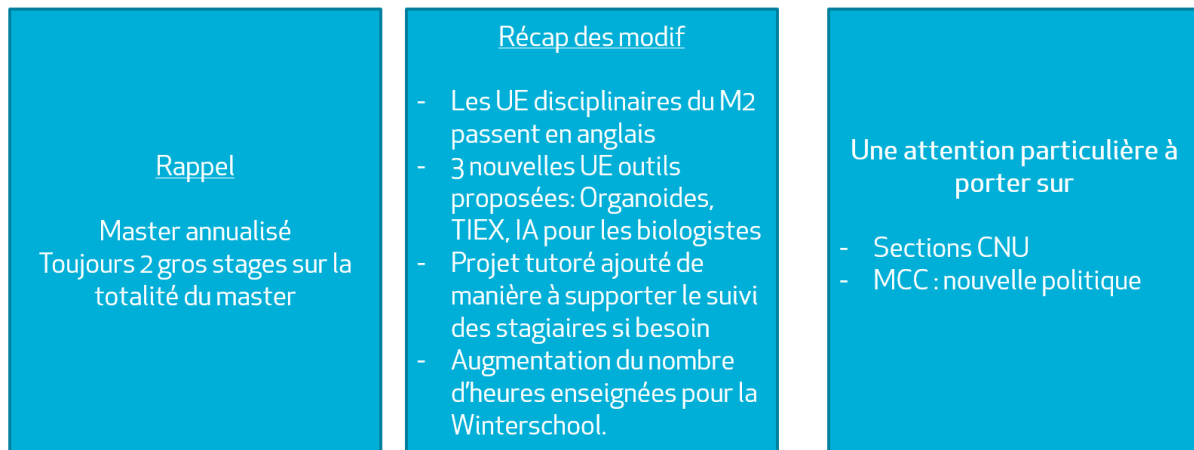 Rappel
Master annualisé
Toujours 2 gros stages sur la
totalité du master
Récap des modif
- Les UE disciplinaires du M2
passent en anglais
- 3 nouvelles UE outils
proposées: Organoides,
TIEX, IA pour les biologistes
- Projet tutoré ajouté de
manière à supporter le suivi
des stagiaires si besoin
- Augmentation du nombre
d'heures enseignées pour la
Winterschool.
Une attention particulière à
porter sur
- Sections CNU
- MCC : nouvelle politique